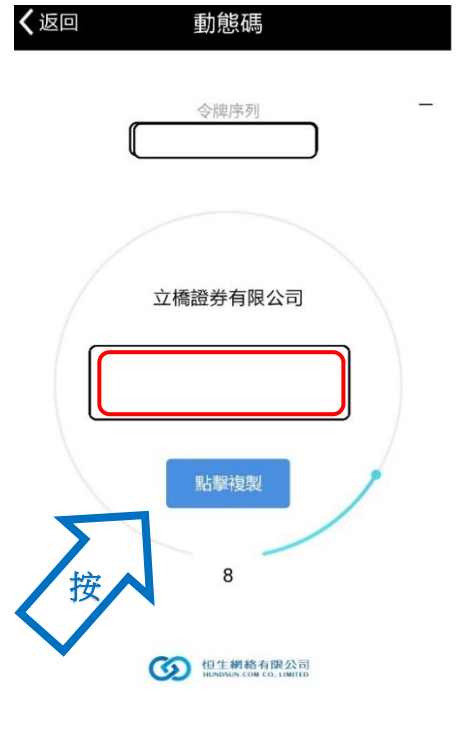 返回
動態碼
令牌序列
立橋證券有限公司
點擊複製
按
8
恒生網絡有限公司
HUNDSUN.COM CO. LIMITED